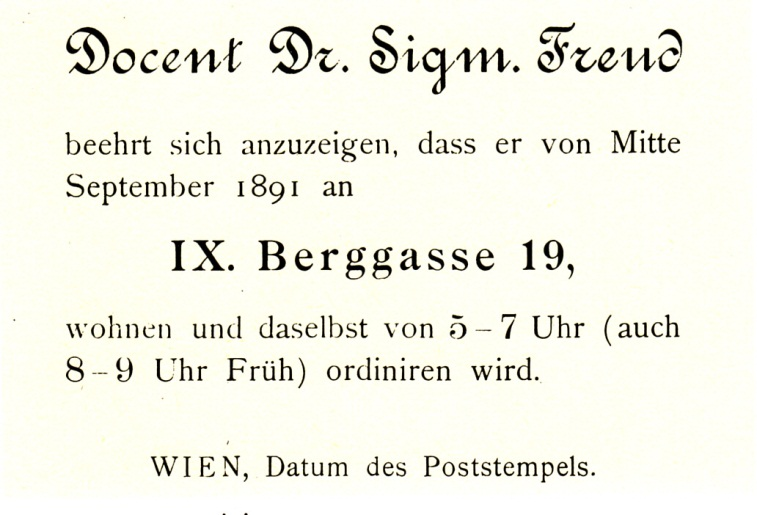 Docent Dr. Sigm. Freud
beehrt sich anzuzeigen, dass er von Mitte
September 1891 an
IX. Berggasse 19,
wohnen und daselbst von 5–7 Uhr (auch
8–9 Uhr Früh) ordiniren wird.
WIEN, Datum des Poststempels.